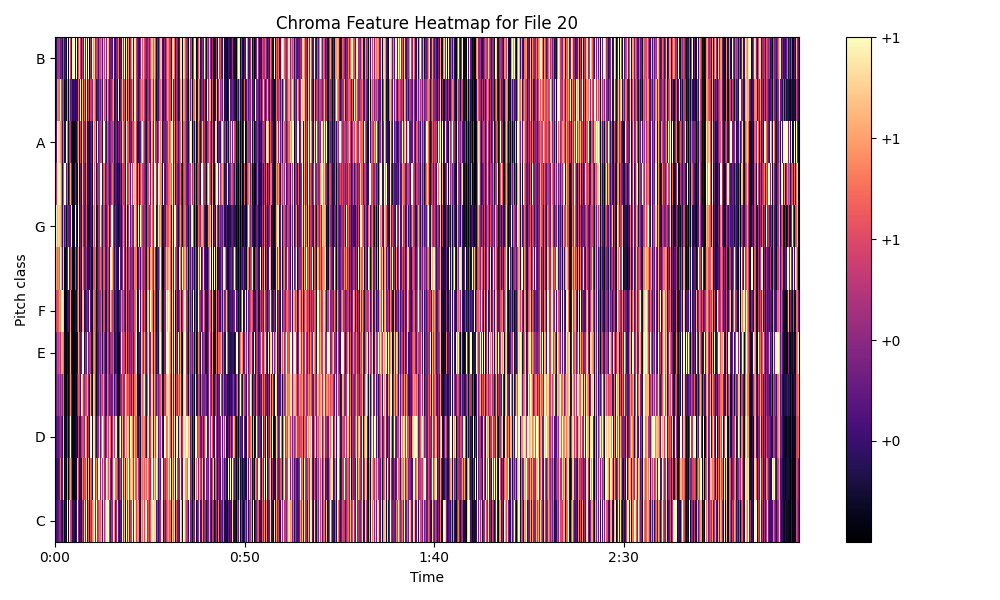 Chroma Feature Heatmap for File 20
B
A
G
F
E
D
C
Pitch class
0:00
0:50
1:40
2:30
Time
+1
+1
+1
+0
+0